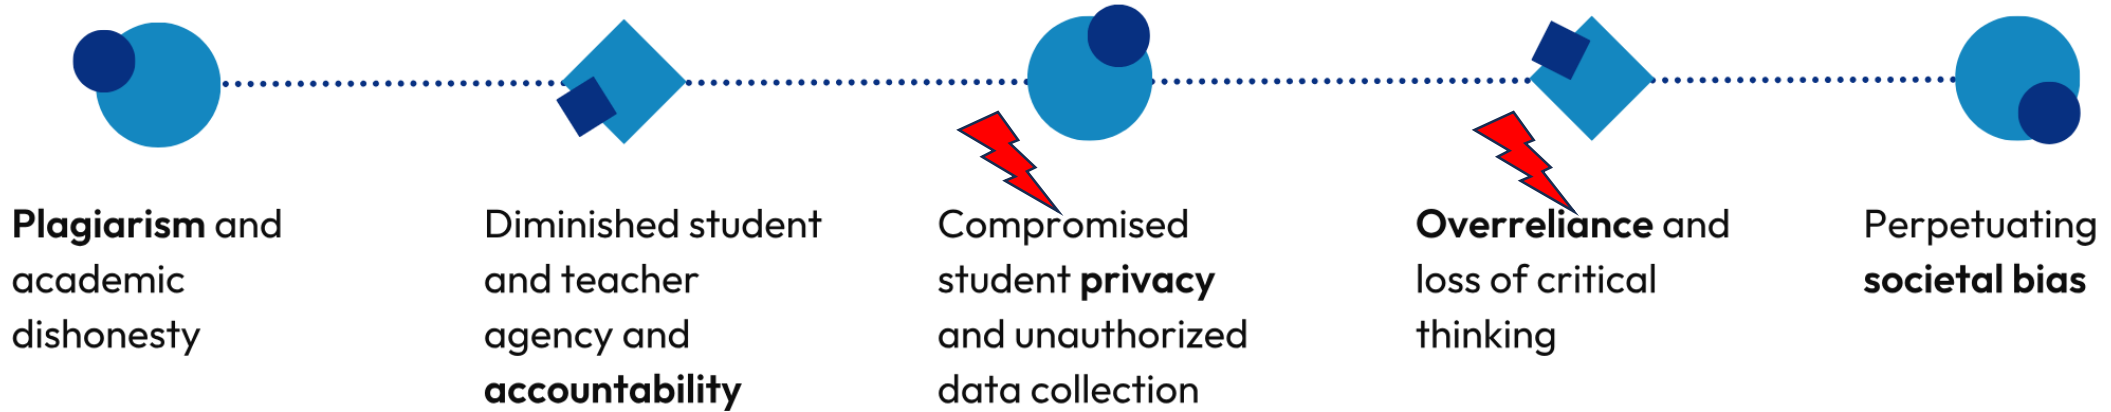 Plagiarism and
academic
dishonesty
Diminished student
and teacher
agency and
accountability
Compromised
student privacy
and unauthorized
data collection
Overreliance and
loss of critical
thinking
Perpetuating
societal bias